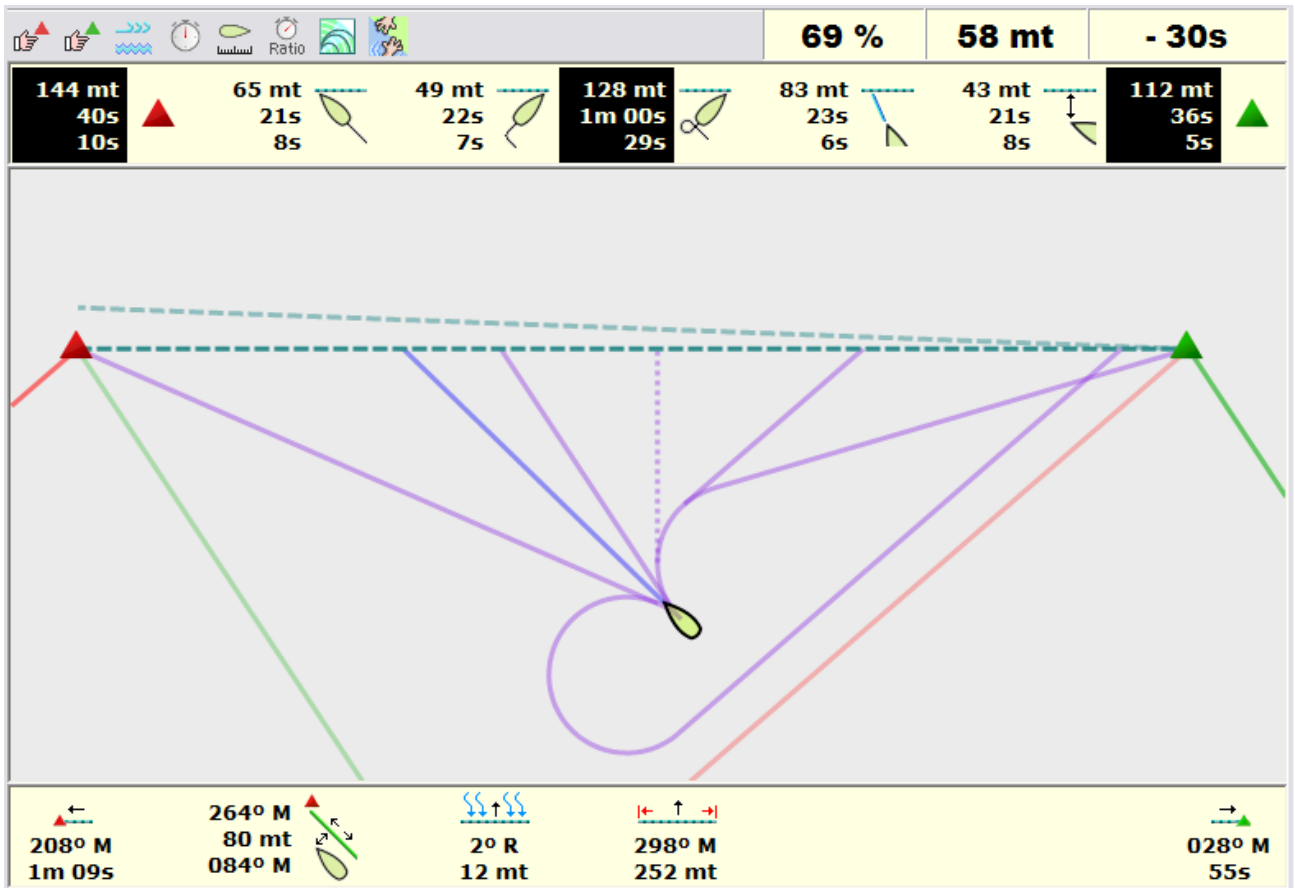 Ratio
69 %
58 mt
- 30s
144 mt
40s
10s
65 mt
21s
8s
49 mt
22s
7s
128 mt
1m 00s
29s
83 mt
23s
6s
43 mt
21s
8s
112 mt
36s
5s
208º M
1m 09s
264º M
80 mt
084º M
2º R
12 mt
298º M
252 mt
028º M
55s